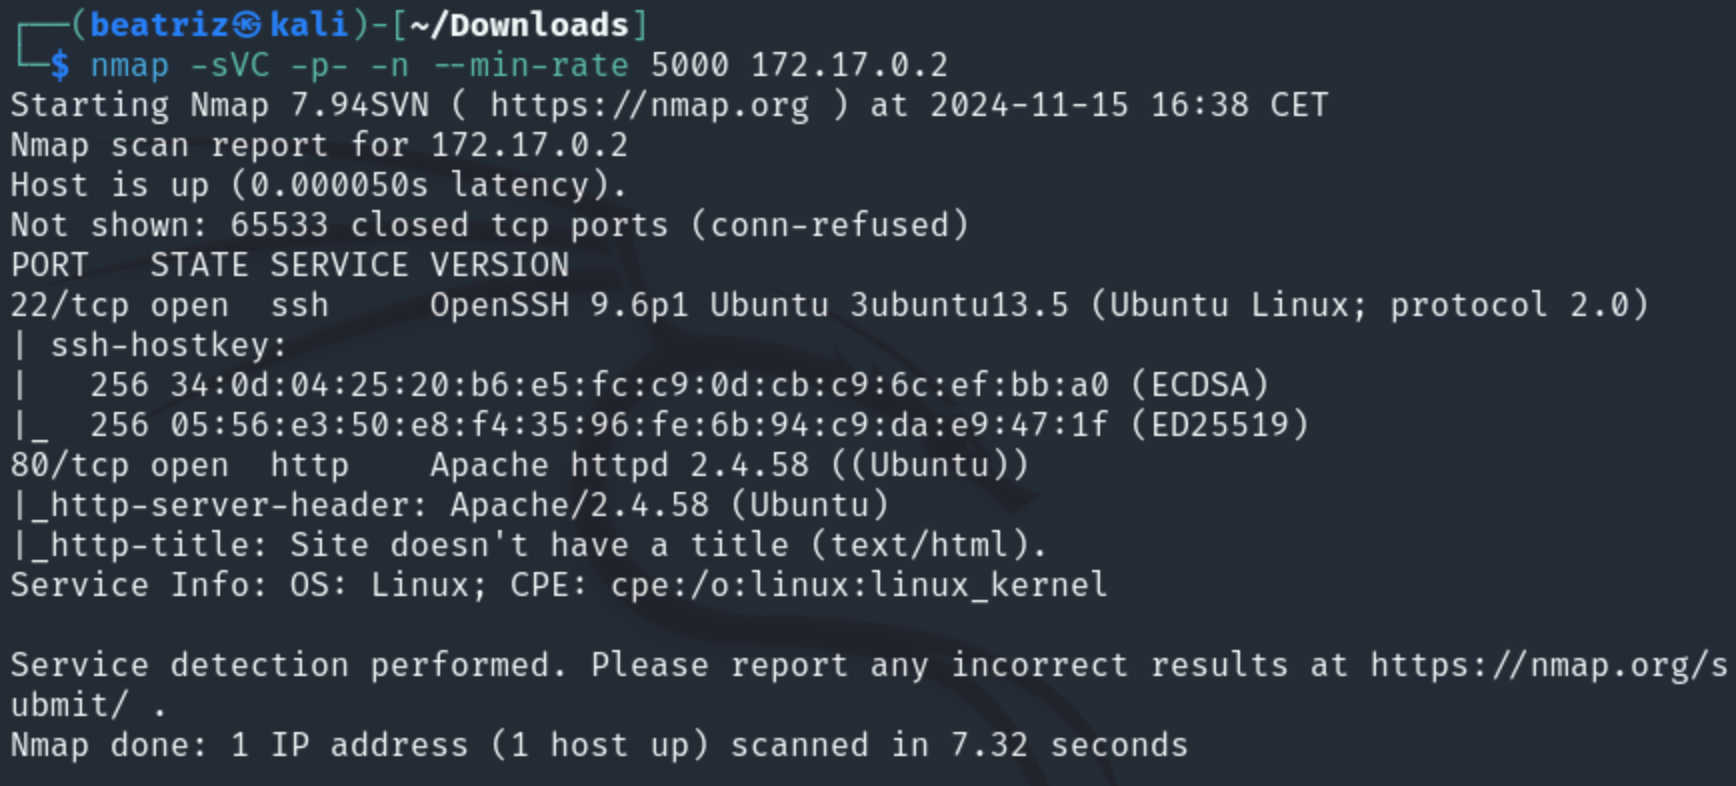 ┌──(beatriz㉿kali)-[~/Downloads]
└─$ nmap -sVC -p- -n --min-rate 5000 172.17.0.2
Starting Nmap 7.94SVN ( https://nmap.org ) at 2024-11-15 16:38 CET
Nmap scan report for 172.17.0.2
Host is up (0.000050s latency).
Not shown: 65533 closed tcp ports (conn-refused)
PORT   STATE SERVICE VERSION
22/tcp open  ssh     OpenSSH 9.6p1 Ubuntu 3ubuntu13.5 (Ubuntu Linux; protocol 2.0)
| ssh-hostkey:
|   256 34:0d:04:25:20:b6:e5:fc:c9:0d:cb:c9:6c:ef:bb:a0 (ECDSA)
|_  256 05:56:e3:50:e8:f4:35:96:fe:6b:94:c9:da:e9:47:1f (ED25519)
80/tcp open  http    Apache httpd 2.4.58 ((Ubuntu))
|_http-server-header: Apache/2.4.58 (Ubuntu)
|_http-title: Site doesn't have a title (text/html).
Service Info: OS: Linux; CPE: cpe:/o:linux:linux_kernel

Service detection performed. Please report any incorrect results at https://nmap.org/s
ubmit/ .
Nmap done: 1 IP address (1 host up) scanned in 7.32 seconds